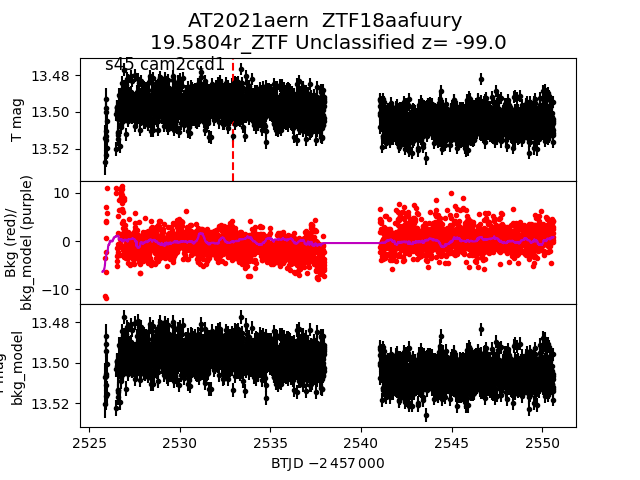 AT2021aern  ZTF18aafuury
19.5804r_ZTF Unclassified z= -99.0
s45 cam2ccd1
13.48
13.50
13.52
T mag
10
0
−10
Bkg (red)/
bkg_model (purple)
13.48
13.50
13.52
mag
bkg_model
2525
2530
2535
2540
2545
2550
BTJD −2 457 000